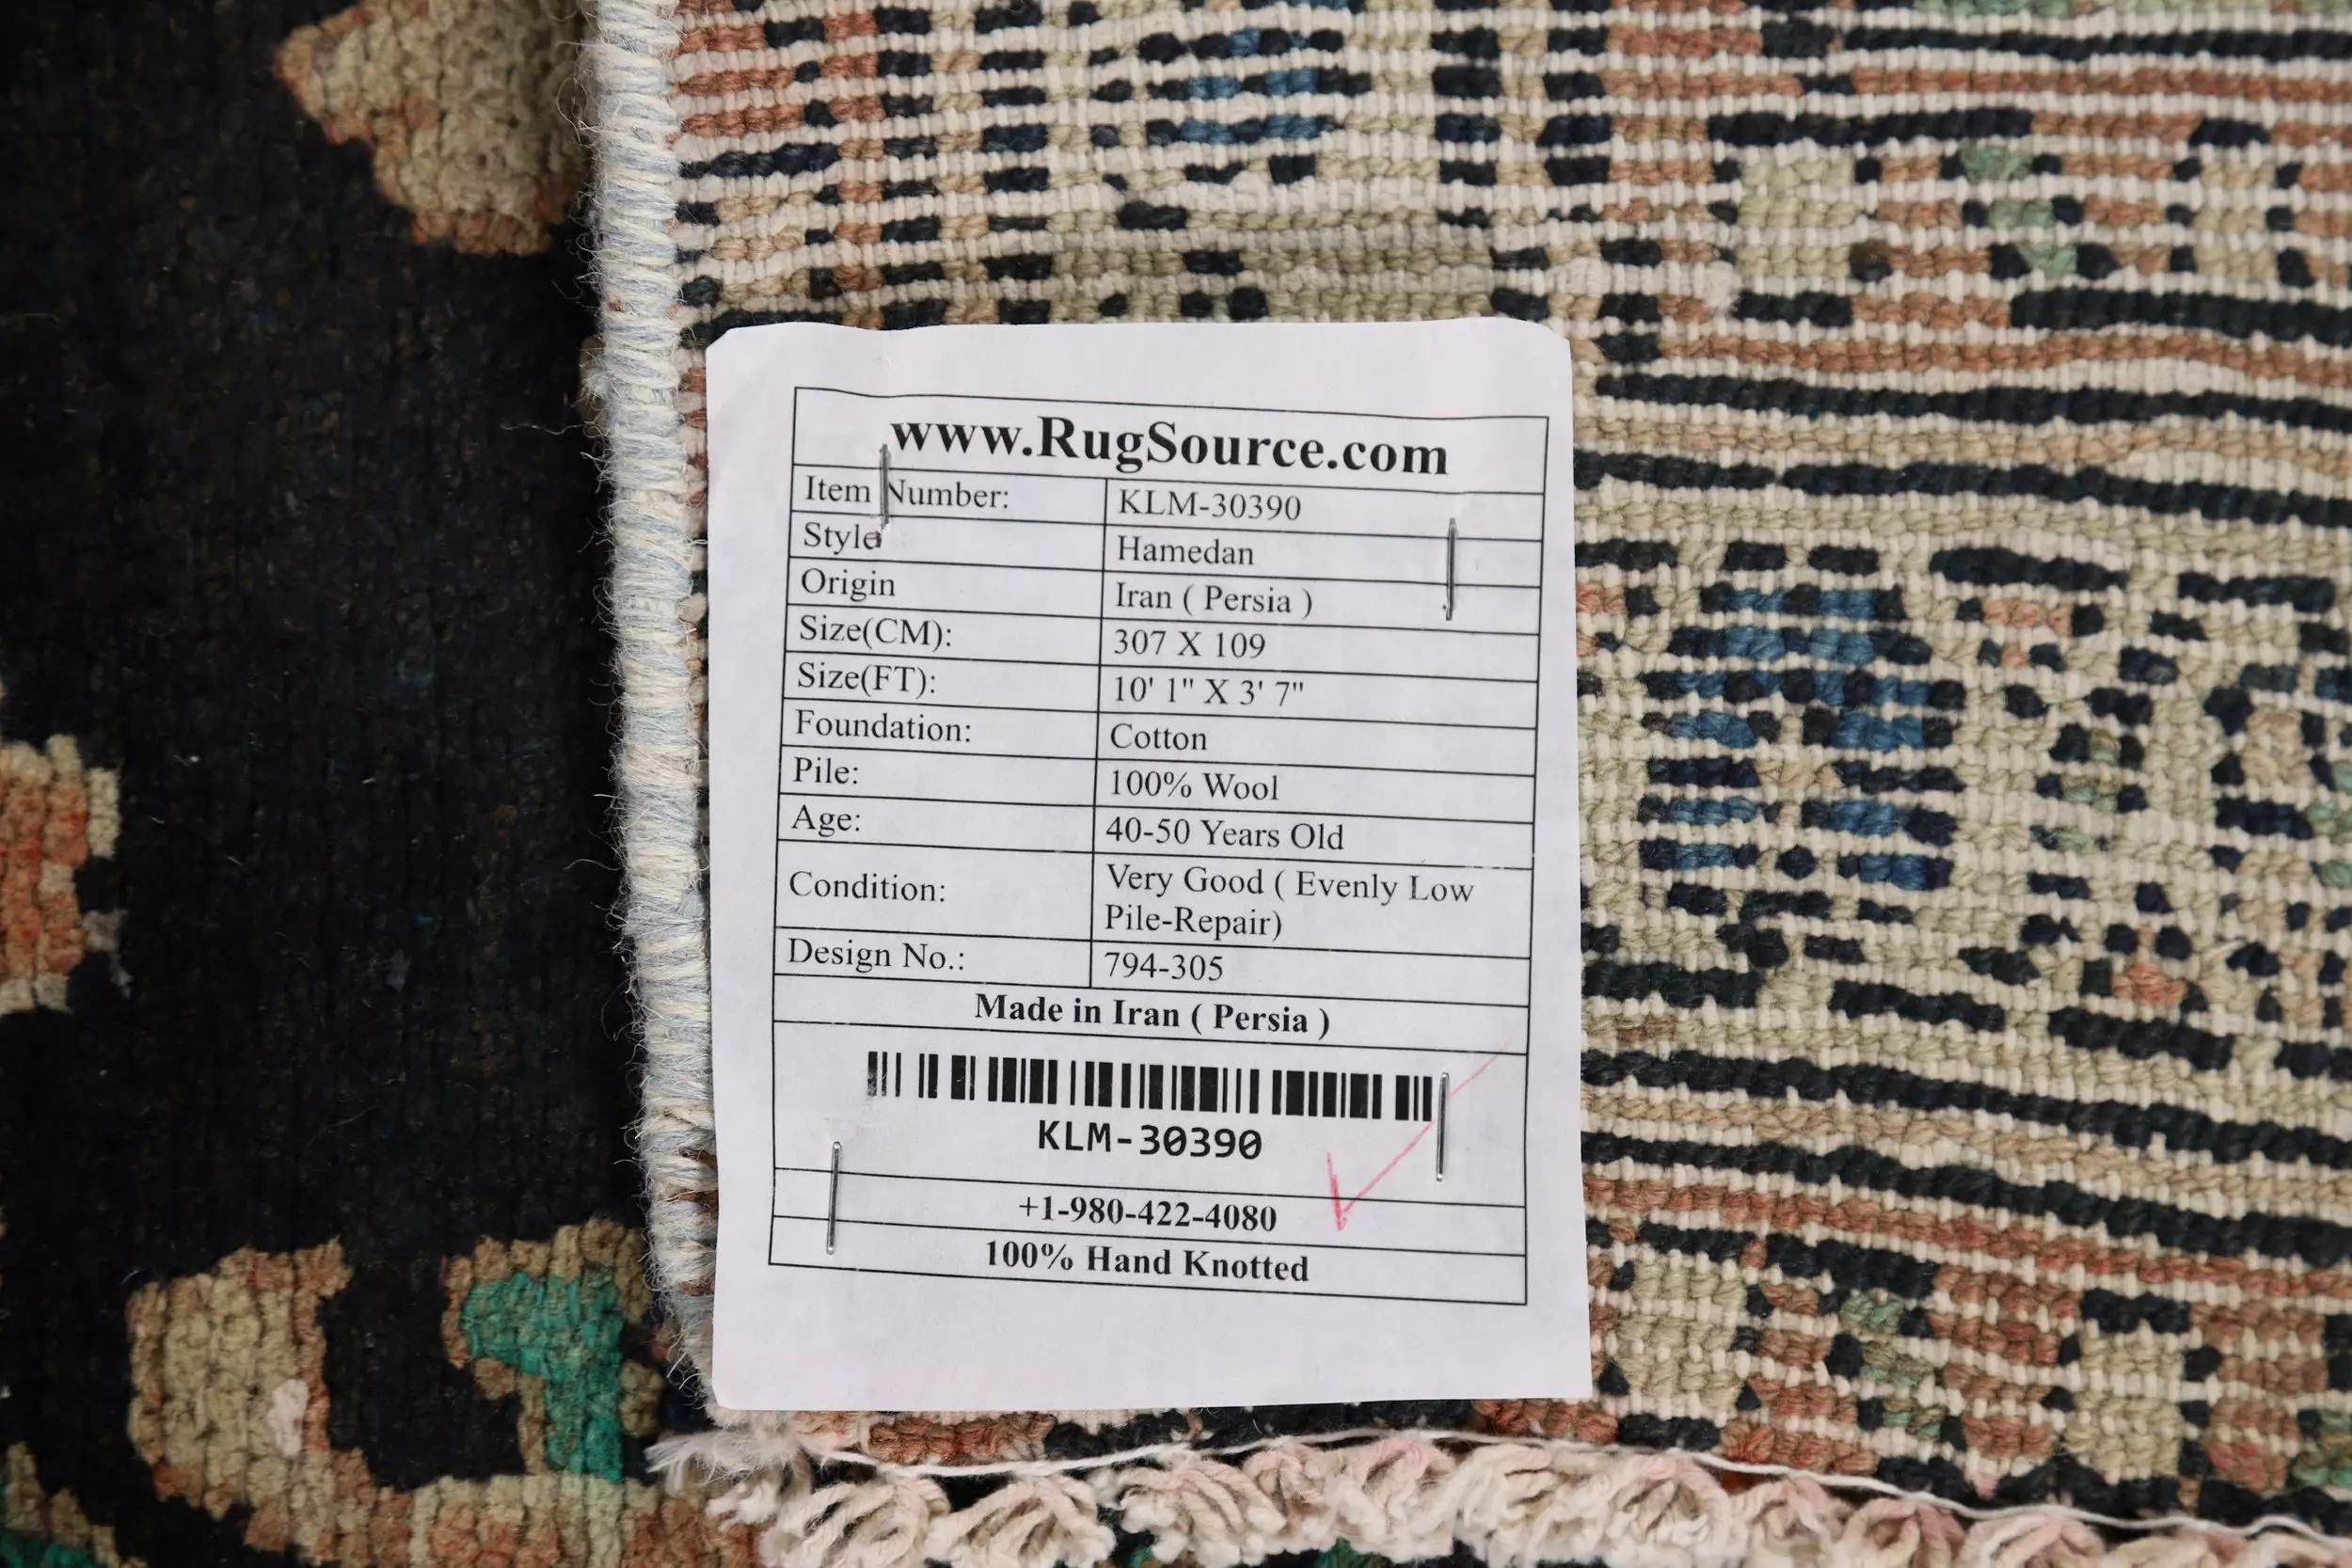 www.RugSource.com
Item Number: KLM-30390
Style Hamedan
Origin Iran ( Persia )
Size(CM): 307 X 109
Size(FT): 10' 1" X 3' 7"
Foundation: Cotton
Pile: 100% Wool
Age: 40-50 Years Old
Condition: Very Good ( Evenly Low
Pile-Repair)
Design No.: 794-305
Made in Iran ( Persia )
KLM-30390
+1-980-422-4080
100% Hand Knotted